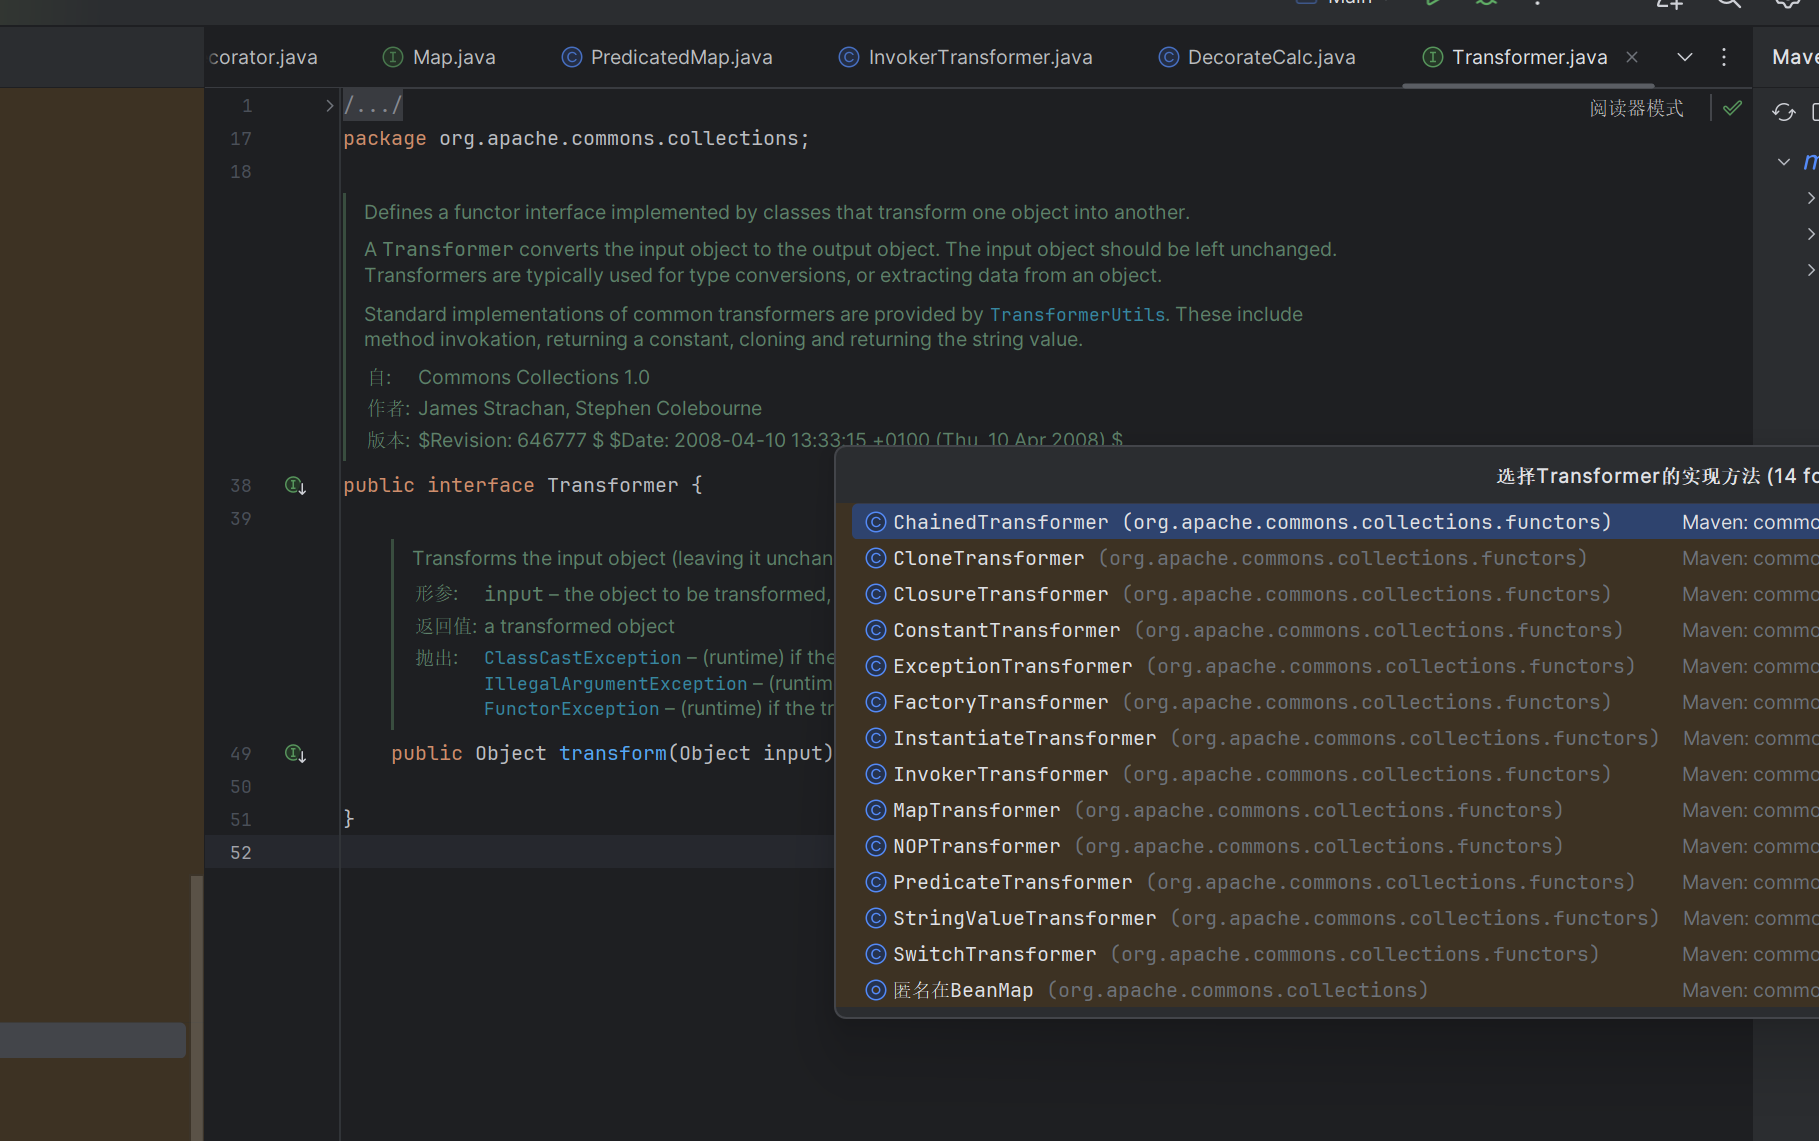 Main
corator.java Map.java PredicatedMap.java InvokerTransformer.java DecorateCalc.java Transformer.java
1 /.../
阅读器模式
17 package org.apache.commons.collections;
18
Defines a functor interface implemented by classes that transform one object into another.
A Transformer converts the input object to the output object. The input object should be left unchanged.
Transformers are typically used for type conversions, or extracting data from an object.
Standard implementations of common transformers are provided by TransformerUtils. These include
method invokation, returning a constant, cloning and returning the string value.
自: Commons Collections 1.0
作者: James Strachan, Stephen Colebourne
版本: $Revision: 646777 $ $Date: 2008-04-10 13:33:15 +0100 (Thu, 10 Apr 2008) $
38 public interface Transformer {
39
Transforms the input object (leaving it unchan
形参: input – the object to be transformed,
返回值: a transformed object
抛出: ClassCastException – (runtime) if the
IllegalArgumentException – (runtim
FunctorException – (runtime) if the tr
49 public Object transform(Object input)
50
51 }
52
选择Transformer的实现方法 (14 fo
ChainedTransformer (org.apache.commons.collections.functors) Maven: commo
CloneTransformer (org.apache.commons.collections.functors) Maven: commo
ClosureTransformer (org.apache.commons.collections.functors) Maven: commo
ConstantTransformer (org.apache.commons.collections.functors) Maven: commo
ExceptionTransformer (org.apache.commons.collections.functors) Maven: commo
FactoryTransformer (org.apache.commons.collections.functors) Maven: commo
InstantiateTransformer (org.apache.commons.collections.functors) Maven: commo
InvokerTransformer (org.apache.commons.collections.functors) Maven: commo
MapTransformer (org.apache.commons.collections.functors) Maven: commo
NOPTransformer (org.apache.commons.collections.functors) Maven: commo
PredicateTransformer (org.apache.commons.collections.functors) Maven: commo
StringValueTransformer (org.apache.commons.collections.functors) Maven: commo
SwitchTransformer (org.apache.commons.collections.functors) Maven: commo
匿名在BeanMap (org.apache.commons.collections) Maven: commo
Mave
m